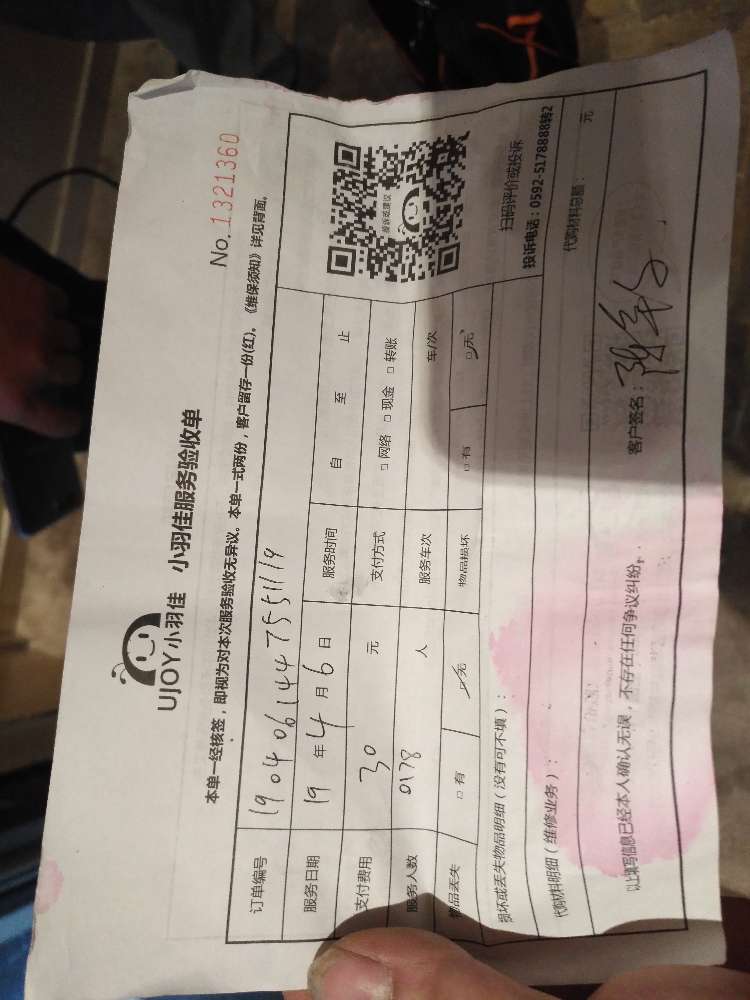 UJOY小羽佳 小羽佳服务验收单
No.1321360
本单一经核签，即视为对本次服务验收无异议。本单一式两份，客户留存一份(红)。《维保须知》详见背面。
订单编号 190406144755119
服务日期 19 年 4 月 6 日 服务时间 自 至 止
支付费用 30 元 支付方式 □ 网络 □ 现金 □ 转账
服务人数 0178 人 服务车次 车/次
物品丢失 □ 有 □ 无 物品损坏 □ 有 □ 无
投诉或建议
扫码评价或投诉
投诉电话：0592-5178888转2
损坏或丢失物品明细（没有可不填）：
代购材料明细（维修业务）： 代购材料总额： 元
以上填写信息已经本人确认无误，不存在任何争议纠纷。 客户签名：